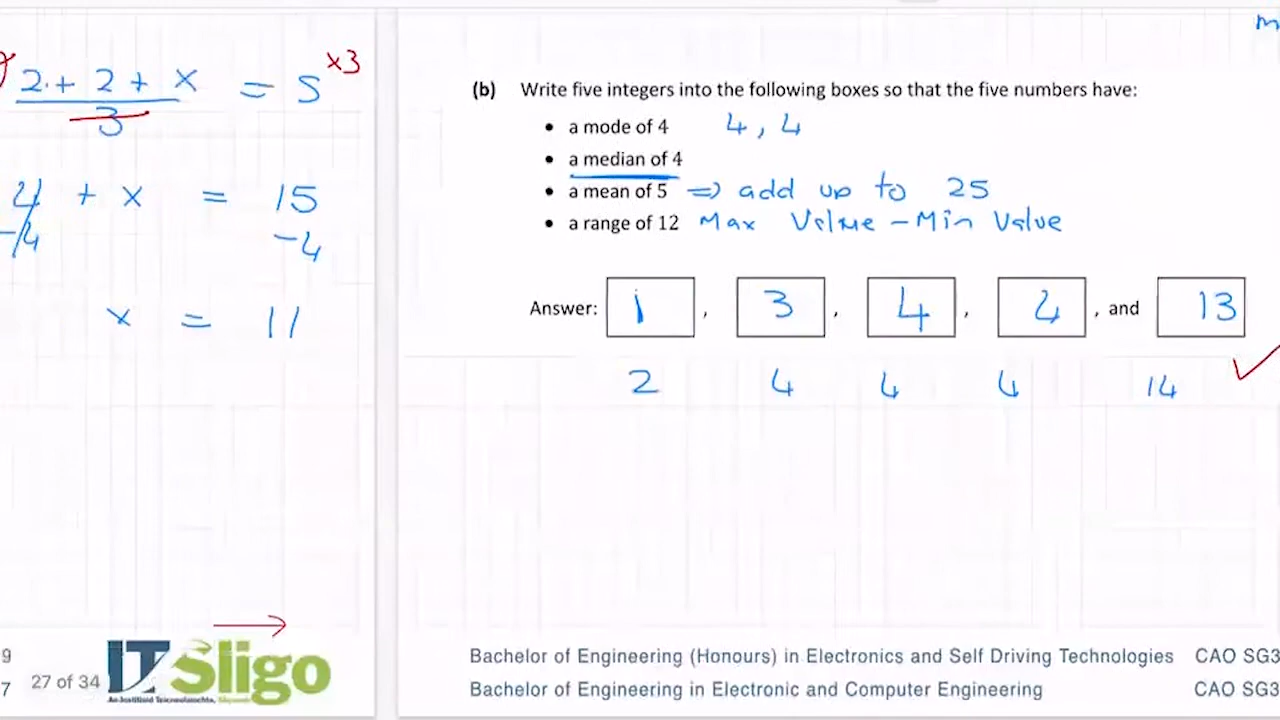 2 + 2 + x = 5 x3
3
4 + x = 15
-4 -4
x = 11
9
7
27 of 34
IT Sligo
m
(b) Write five integers into the following boxes so that the five numbers have:
• a mode of 4 4, 4
• a median of 4
• a mean of 5 => add up to 25
• a range of 12 Max Value - Min Value
Answer: 1 , 3 , 4 , 4 , and 13
2 4 4 4 14
Bachelor of Engineering (Honours) in Electronics and Self Driving Technologies CAO SG3
Bachelor of Engineering in Electronic and Computer Engineering CAO SG3